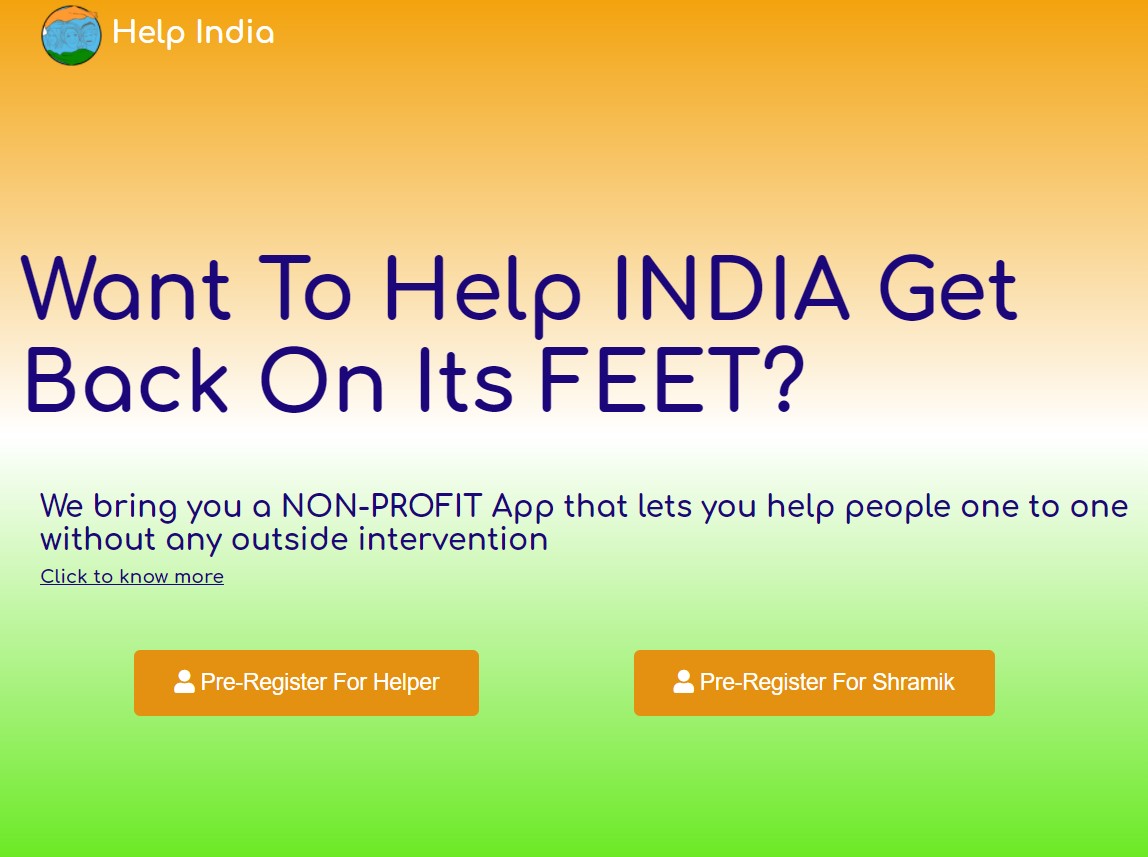 Help India
Want To Help INDIA Get
Back On Its FEET?
We bring you a NON-PROFIT App that lets you help people one to one
without any outside intervention
Click to know more
Pre-Register For Helper
Pre-Register For Shramik